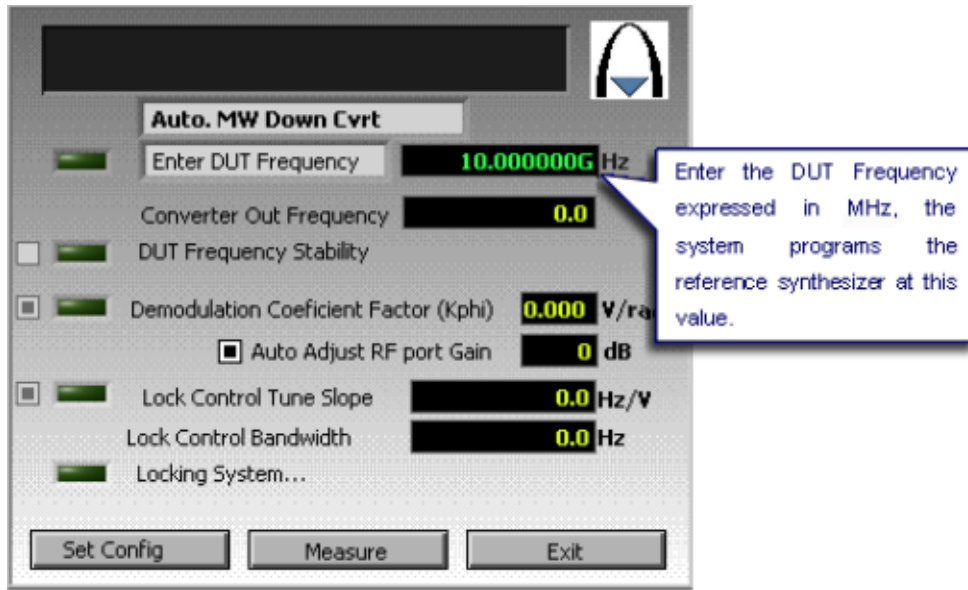 Auto. MW Down Cvrt
Enter DUT Frequency 10.000000G Hz
Converter Out Frequency 0.0
DUT Frequency Stability
Demodulation Coeficient Factor (Kphi) 0.000 V/ra
Auto Adjust RF port Gain 0 dB
Lock Control Tune Slope 0.0 Hz/V
Lock Control Bandwidth 0.0 Hz
Locking System...
Set Config Measure Exit
Enter the DUT Frequency
expressed in MHz, the
system programs the
reference synthesizer at this
value.